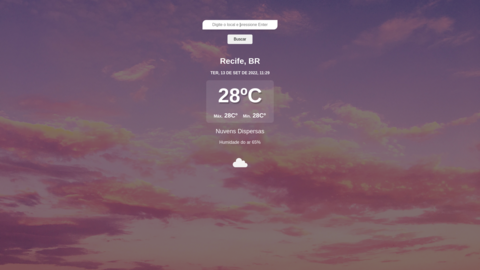 Digite o local e pressione Enter
Buscar
Recife, BR
TER, 13 DE SET DE 2022, 11:29
28ºC
Máx. 28Cº Mín. 28Cº
Nuvens Dispersas
Humidade do ar 65%